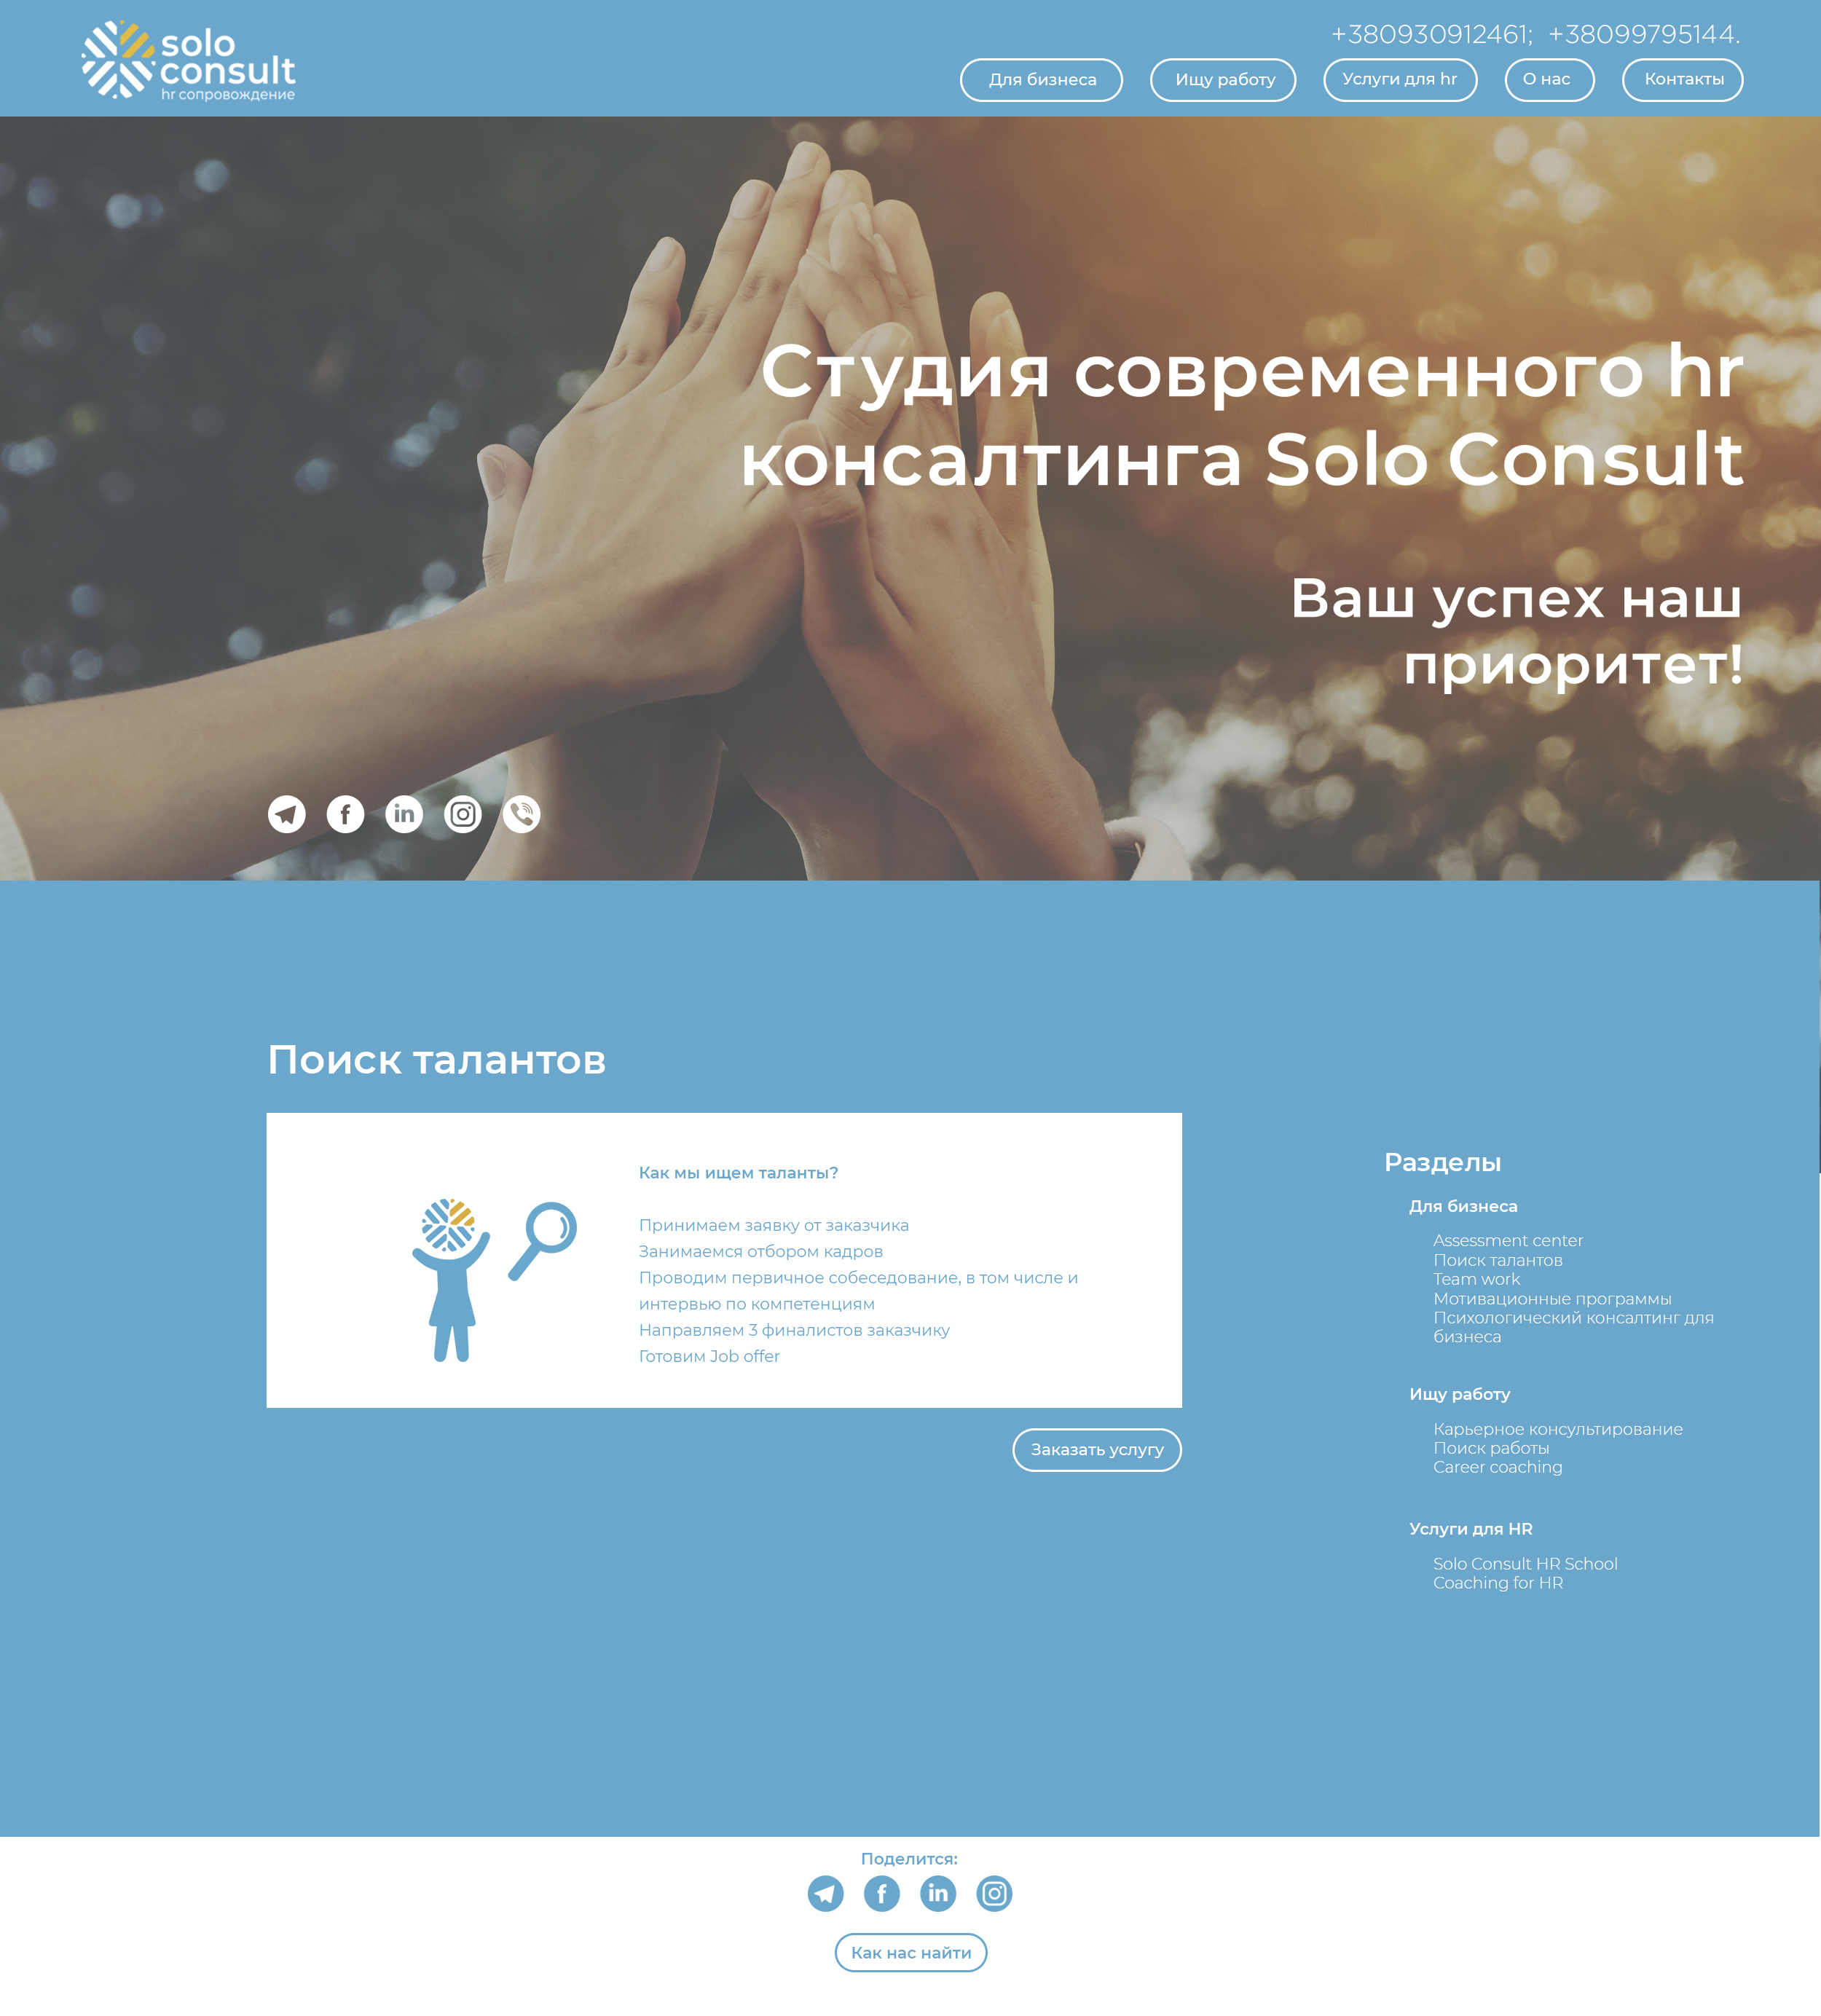 solo
consult
hr сопровождение
+380930912461; +38099795144.
Для бизнеса
Ищу работу
Услуги для hr
О нас
Контакты
Студия современного hr
консалтинга Solo Consult
Ваш успех наш
приоритет!
Поиск талантов
Как мы ищем таланты?
Принимаем заявку от заказчика
Занимаемся отбором кадров
Проводим первичное собеседование, в том числе и
интервью по компетенциям
Направляем 3 финалистов заказчику
Готовим Job offer
Заказать услугу
Разделы
Для бизнеса
Assessment center
Поиск талантов
Team work
Мотивационные программы
Психологический консалтинг для
бизнеса
Ищу работу
Карьерное консультирование
Поиск работы
Career coaching
Услуги для HR
Solo Consult HR School
Coaching for HR
Поделится:
Как нас найти